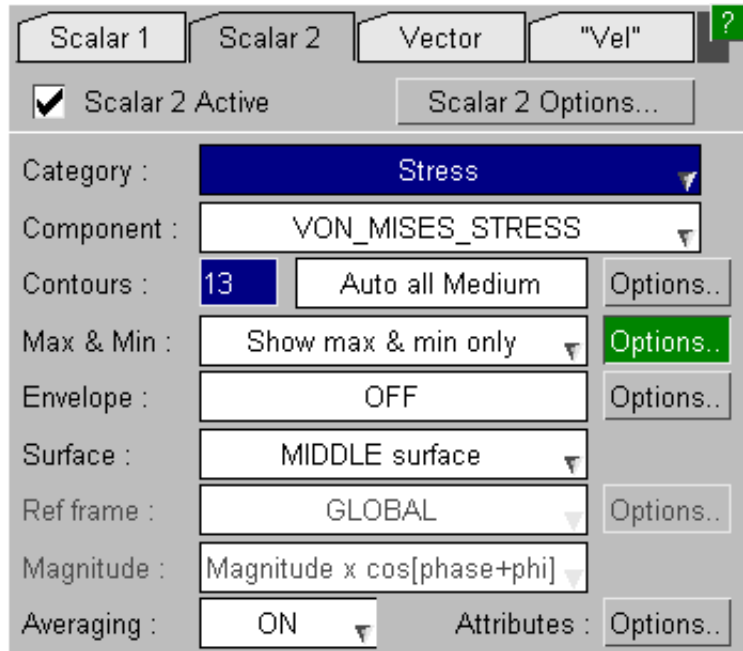 Scalar 1 Scalar 2 Vector "Vel" ?
Scalar 2 Active Scalar 2 Options...
Category : Stress
Component : VON_MISES_STRESS
Contours : 13 Auto all Medium Options..
Max & Min : Show max & min only Options..
Envelope : OFF Options..
Surface : MIDDLE surface
Ref frame : GLOBAL Options..
Magnitude : Magnitude x cos[phase+phi]
Averaging : ON Attributes : Options..